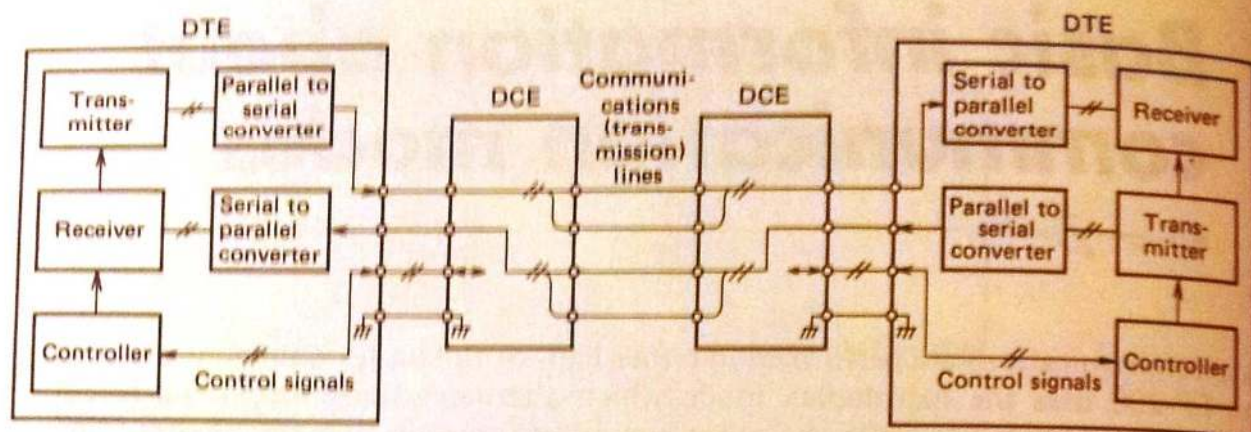 DTE
Trans-
mitter
Parallel to
serial
converter
Receiver
Serial to
parallel
converter
Controller
Control signals
DCE
Communi-
cations
(trans-
mission)
lines
DCE
DTE
Serial to
parallel
converter
Receiver
Parallel to
serial
converter
Trans-
mitter
Controller
Control signals